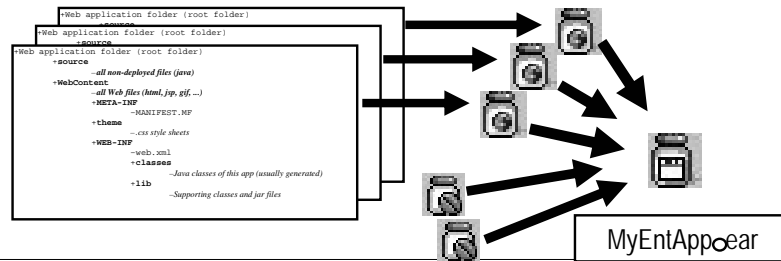 +Web application folder (root folder)
+source
+Web application folder (root folder)
+source
+Web application folder (root folder)
+source
–all non-deployed files (java)
+WebContent
–all Web files (html, jsp, gif, ...)
+META-INF
–MANIFEST.MF
+theme
–.css style sheets
+WEB-INF
–web.xml
+classes
–Java classes of this app (usually generated)
+lib
–Supporting classes and jar files
MyEntApp.ear